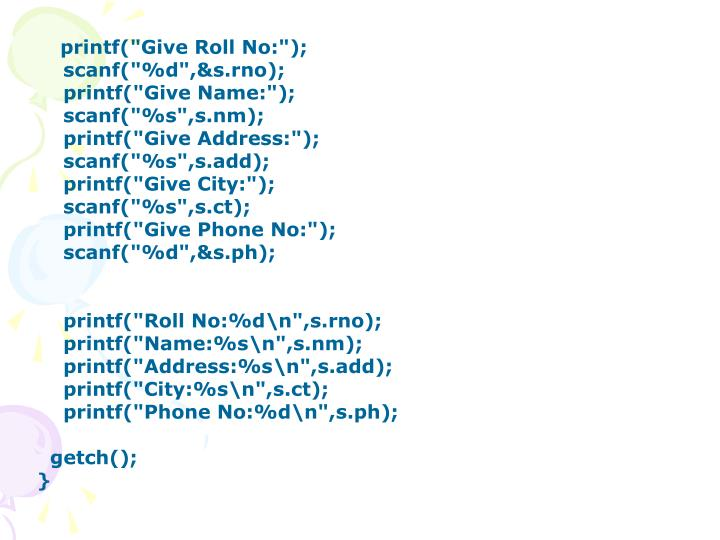 printf("Give Roll No:");
scanf("%d",&s.rno);
printf("Give Name:");
scanf("%s",s.nm);
printf("Give Address:");
scanf("%s",s.add);
printf("Give City:");
scanf("%s",s.ct);
printf("Give Phone No:");
scanf("%d",&s.ph);
printf("Roll No:%d\n",s.rno);
printf("Name:%s\n",s.nm);
printf("Address:%s\n",s.add);
printf("City:%s\n",s.ct);
printf("Phone No:%d\n",s.ph);
getch();
}